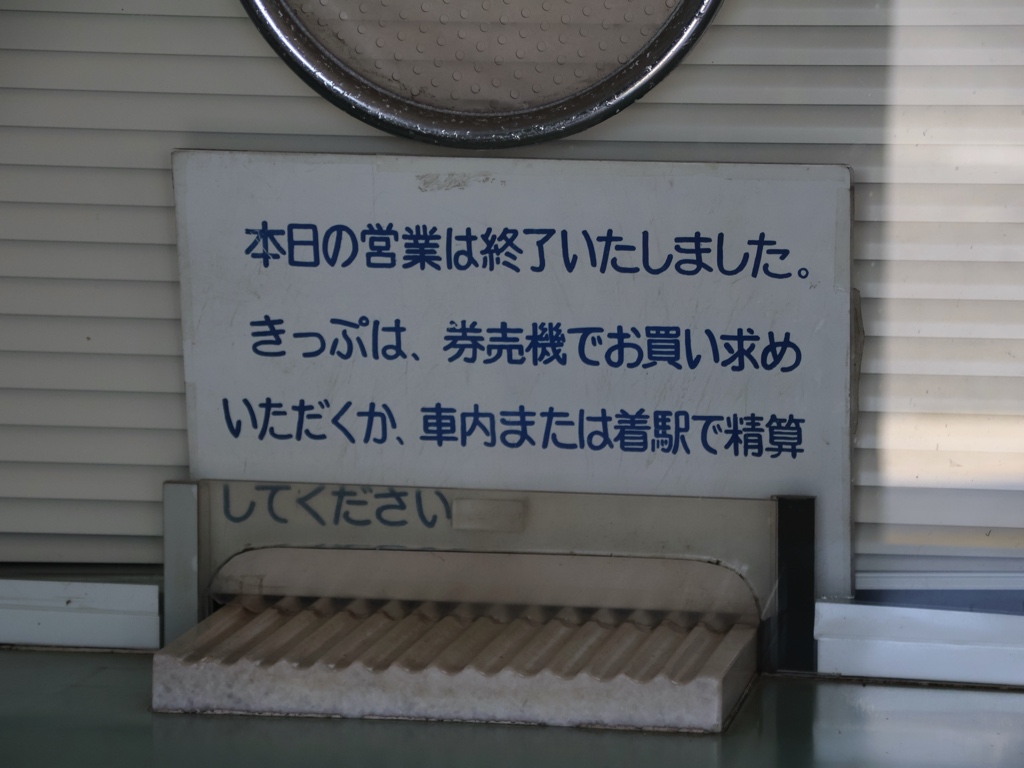 本日の営業は終了いたしました。
きっぷは、券売機でお買い求め
いただくか、車内または着駅で精算
してください